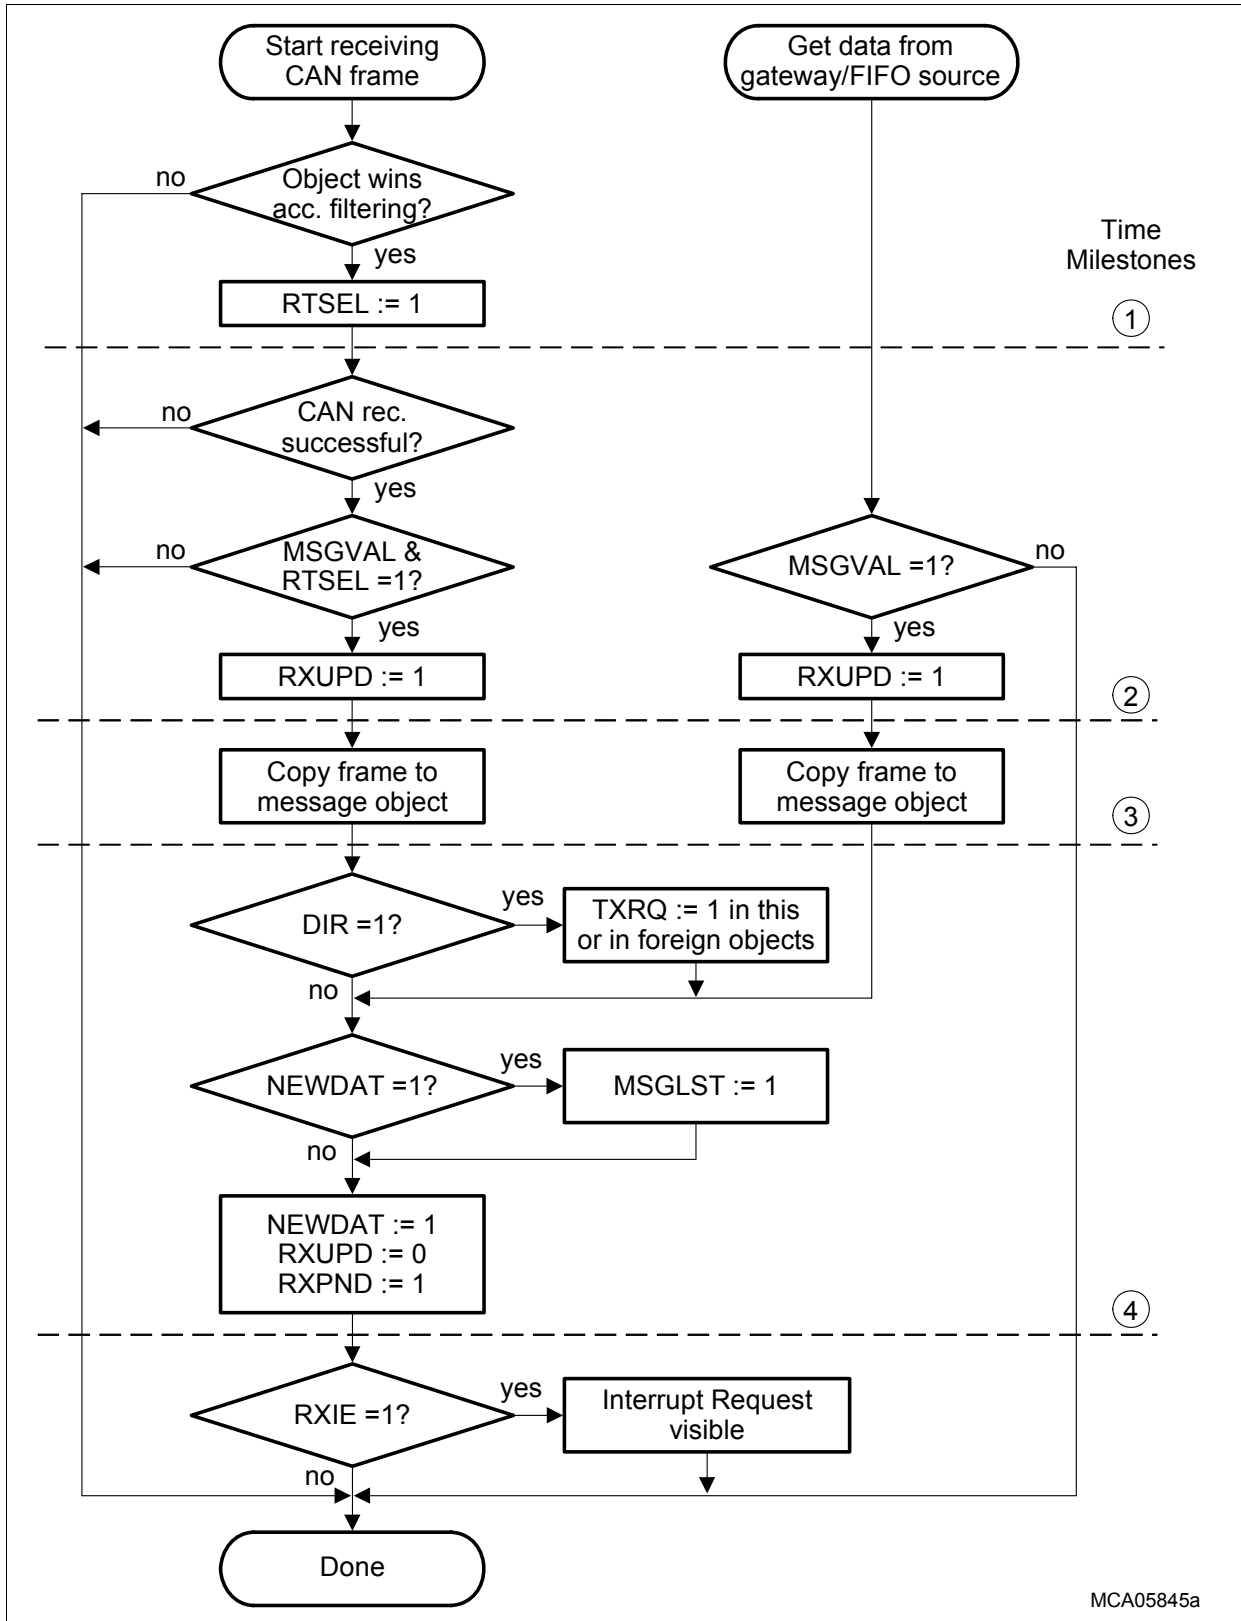 Start receiving
CAN frame
Get data from
gateway/FIFO source
no
Object wins
acc. filtering?
yes
Time
Milestones
RTSEL := 1
1
no
CAN rec.
successful?
yes
no
MSGVAL &
RTSEL =1?
MSGVAL =1?
no
yes
yes
RXUPD := 1
RXUPD := 1
2
Copy frame to
message object
Copy frame to
message object
3
DIR =1?
yes
TXRQ := 1 in this
or in foreign objects
no
NEWDAT =1?
yes
MSGLST := 1
no
NEWDAT := 1
RXUPD := 0
RXPND := 1
4
RXIE =1?
yes
Interrupt Request
visible
no
Done
MCA05845a